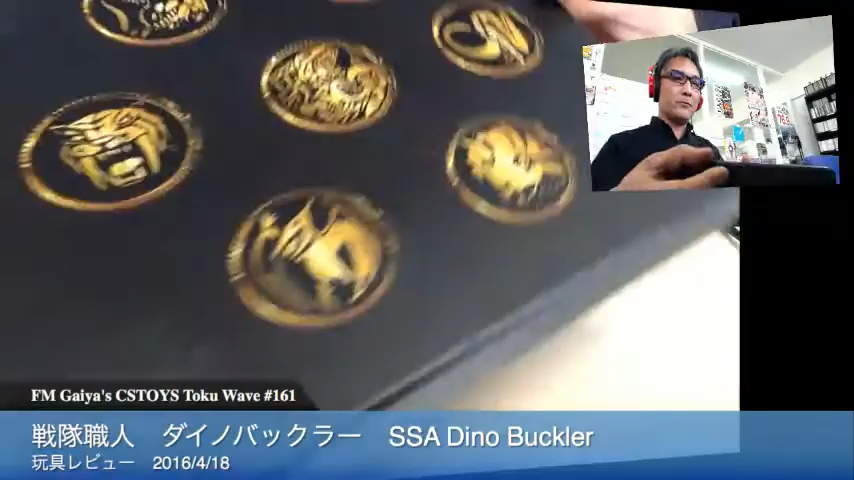 FM Gaiya's CSTOYS Toku Wave #161
戦隊職人　ダイノバックラー　SSA Dino Buckler
玩具レビュー　2016/4/18